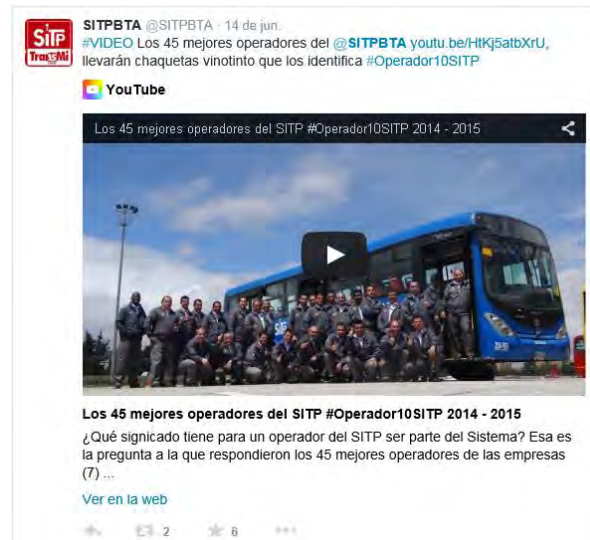 SITPBTA @SITPBTA · 14 de jun.
#VIDEO Los 45 mejores operadores del @SITPBTA youtu.be/HtKj5atbXrU,
llevarán chaquetas vinotinto que los identifica #Operador10SITP
SiTP
YouTube
Los 45 mejores operadores del SITP #Operador10SITP 2014 - 2015
SiTP
Los 45 mejores operadores del SITP #Operador10SITP 2014 - 2015
¿Qué signicado tiene para un operador del SITP ser parte del Sistema? Esa es
la pregunta a la que respondieron los 45 mejores operadores de las empresas
(7) ...
Ver en la web
2 6